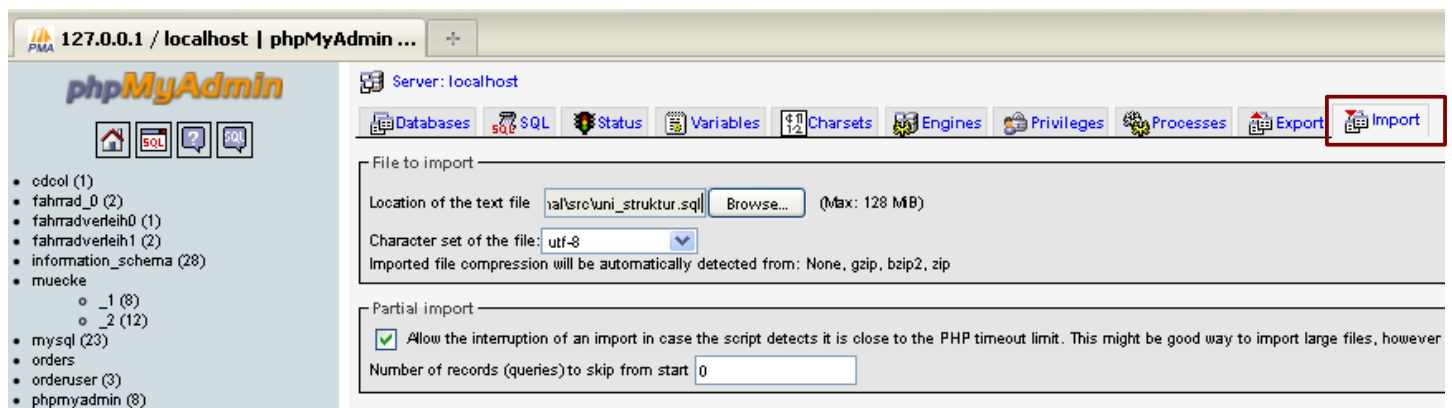 PMA 127.0.0.1 / localhost | phpMyAdmin ...
phpMyAdmin
SQL SQL
cdcol (1)
fahrrad_0 (2)
fahrradverleih0 (1)
fahrradverleih1 (2)
information_schema (28)
muecke
_1 (8)
_2 (12)
mysql (23)
orders
orderuser (3)
phpmyadmin (8)
Server: localhost
Databases SQL Status Variables Charsets Engines Privileges Processes Export Import
File to import
Location of the text file nal\src\uni_struktur.sql Browse... (Max: 128 MiB)
Character set of the file: utf-8
Imported file compression will be automatically detected from: None, gzip, bzip2, zip
Partial import
Allow the interruption of an import in case the script detects it is close to the PHP timeout limit. This might be good way to import large files, however
Number of records (queries) to skip from start 0